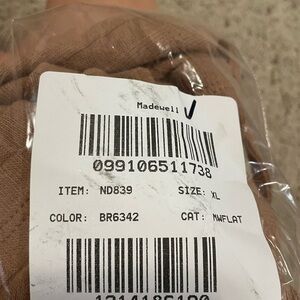 Madewell
099106511738
ITEM: ND839 SIZE: XL
COLOR: BR6342 CAT: MWFLAT